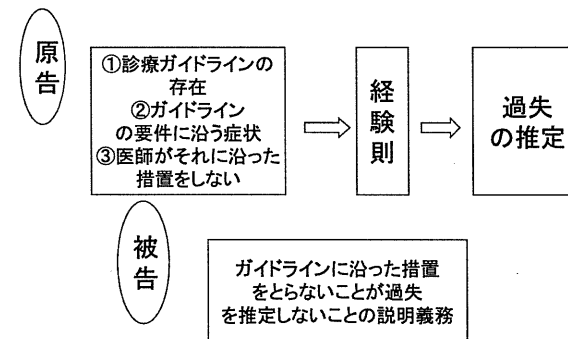 原
告
①診療ガイドラインの
存在
②ガイドライン
の要件に沿う症状
③医師がそれに沿った
措置をしない
経
験
則
過失
の推定
被
告
ガイドラインに沿った措置
をとらないことが過失
を推定しないことの説明義務